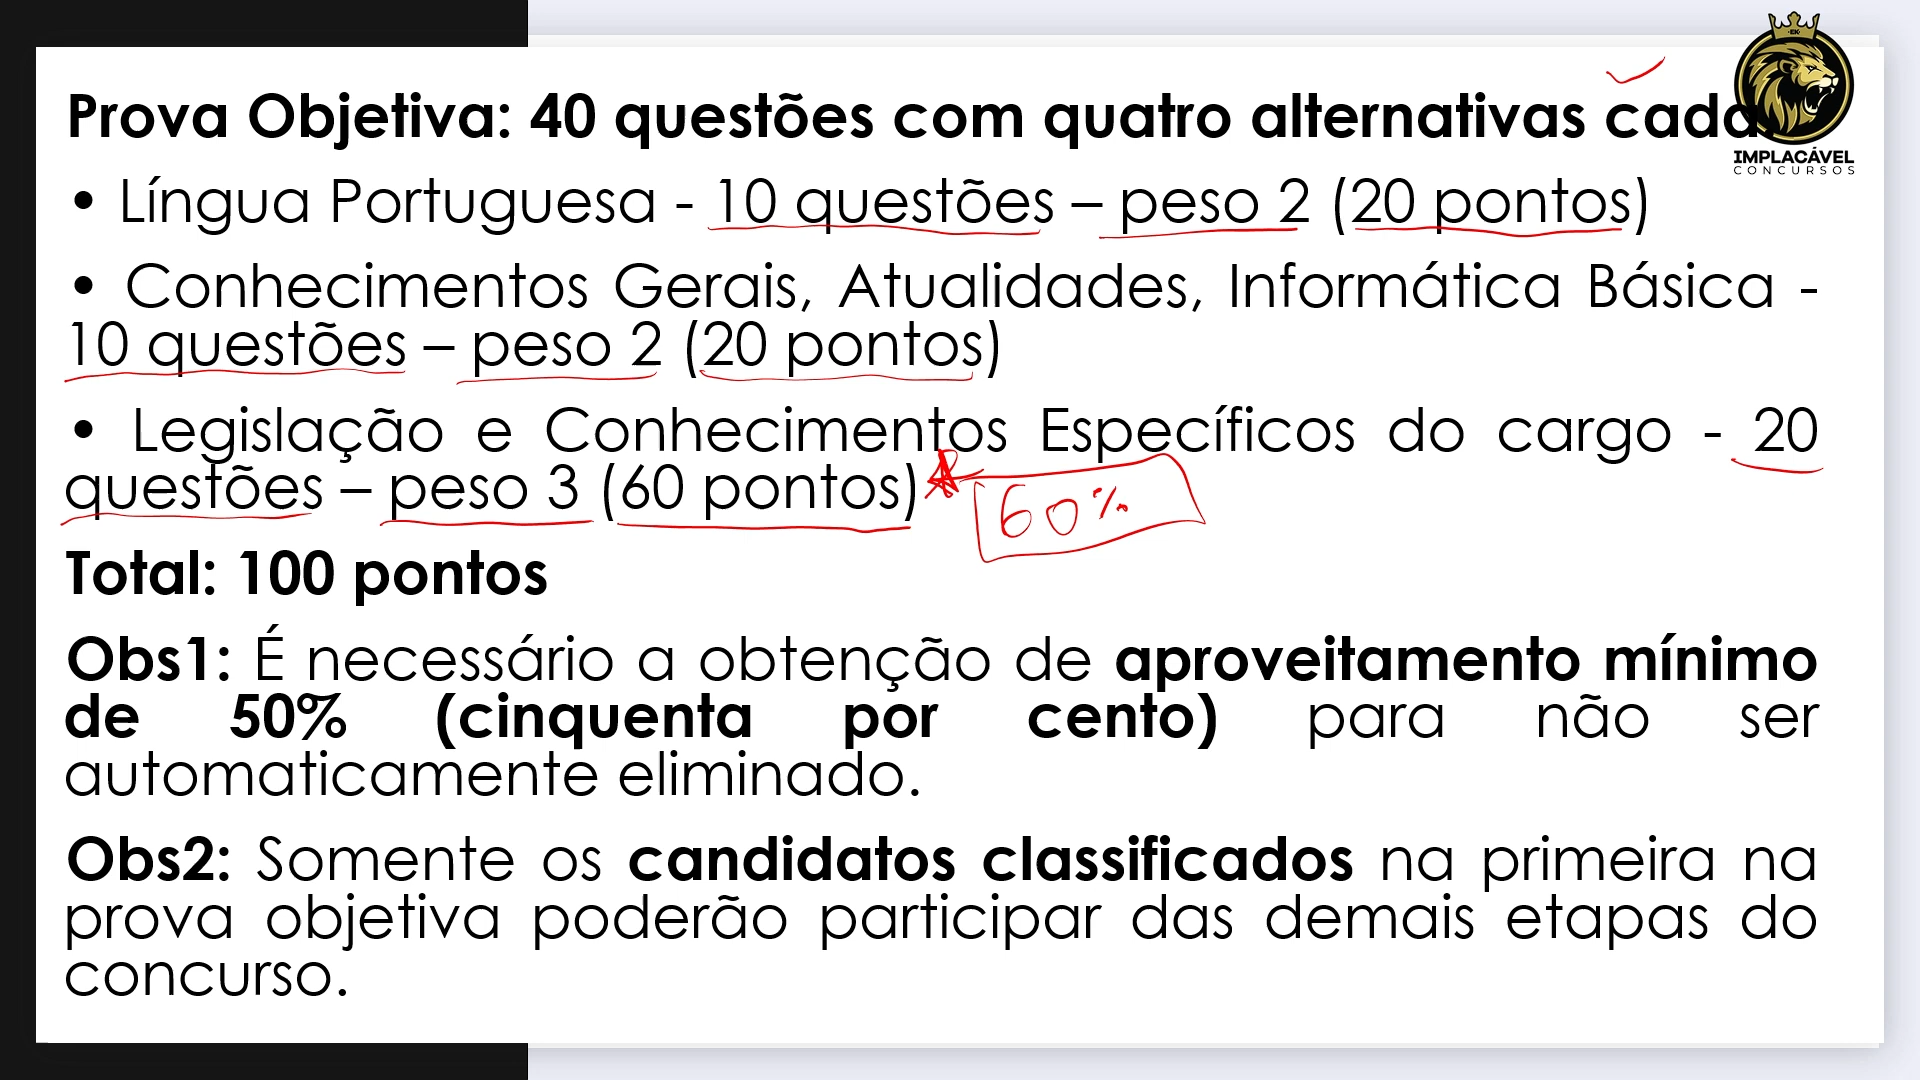 Prova Objetiva: 40 questões com quatro alternativas cada.
IMPLACÁVEL
CONCURSOS
• Língua Portuguesa - 10 questões – peso 2 (20 pontos)
• Conhecimentos Gerais, Atualidades, Informática Básica -
10 questões – peso 2 (20 pontos)
• Legislação e Conhecimentos Específicos do cargo - 20
questões – peso 3 (60 pontos)
60%
Total: 100 pontos
Obs1: É necessário a obtenção de aproveitamento mínimo
de 50% (cinquenta por cento) para não ser
automaticamente eliminado.
Obs2: Somente os candidatos classificados na primeira na
prova objetiva poderão participar das demais etapas do
concurso.